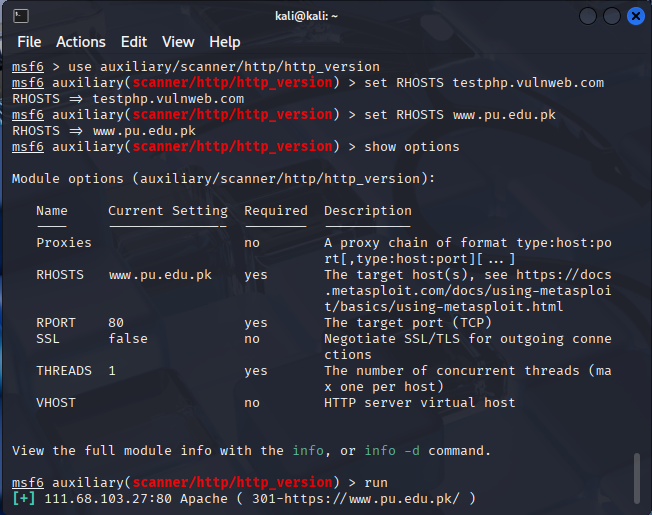 kali@kali: ~
File Actions Edit View Help
msf6 > use auxiliary/scanner/http/http_version
msf6 auxiliary(scanner/http/http_version) > set RHOSTS testphp.vulnweb.com
RHOSTS => testphp.vulnweb.com
msf6 auxiliary(scanner/http/http_version) > set RHOSTS www.pu.edu.pk
RHOSTS => www.pu.edu.pk
msf6 auxiliary(scanner/http/http_version) > show options
Module options (auxiliary/scanner/http/http_version):
Name Current Setting Required Description
Proxies no A proxy chain of format type:host:po
rt[,type:host:port][...]
RHOSTS www.pu.edu.pk yes The target host(s), see https://docs
.metasploit.com/docs/using-metasploi
t/basics/using-metasploit.html
RPORT 80 yes The target port (TCP)
SSL false no Negotiate SSL/TLS for outgoing conne
ctions
THREADS 1 yes The number of concurrent threads (ma
x one per host)
VHOST no HTTP server virtual host
View the full module info with the info, or info -d command.
msf6 auxiliary(scanner/http/http_version) > run
[+] 111.68.103.27:80 Apache ( 301-https://www.pu.edu.pk/ )